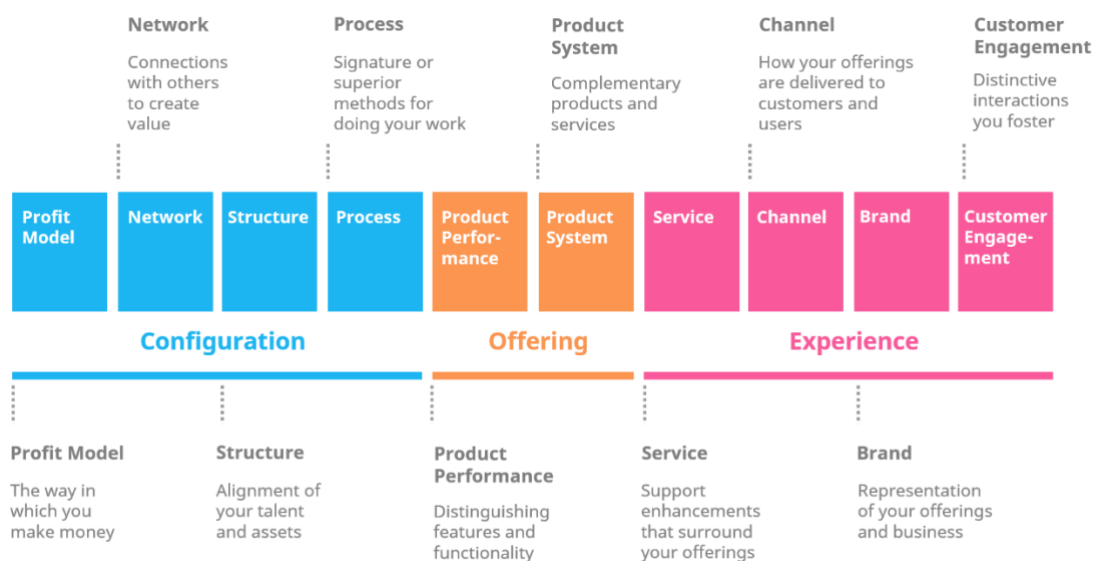 Network
Connections
with others
to create
value
Process
Signature or
superior
methods for
doing your work
Product
System
Complementary
products and
services
Channel
How your offerings
are delivered to
customers and
users
Customer
Engagement
Distinctive
interactions
you foster
Profit
Model
Network
Structure
Process
Product
Perfor-
mance
Product
System
Service
Channel
Brand
Customer
Engage-
ment
Configuration
Offering
Experience
Profit Model
The way in
which you
make money
Structure
Alignment of
your talent
and assets
Product
Performance
Distinguishing
features and
functionality
Service
Support
enhancements
that surround
your offerings
Brand
Representation
of your offerings
and business